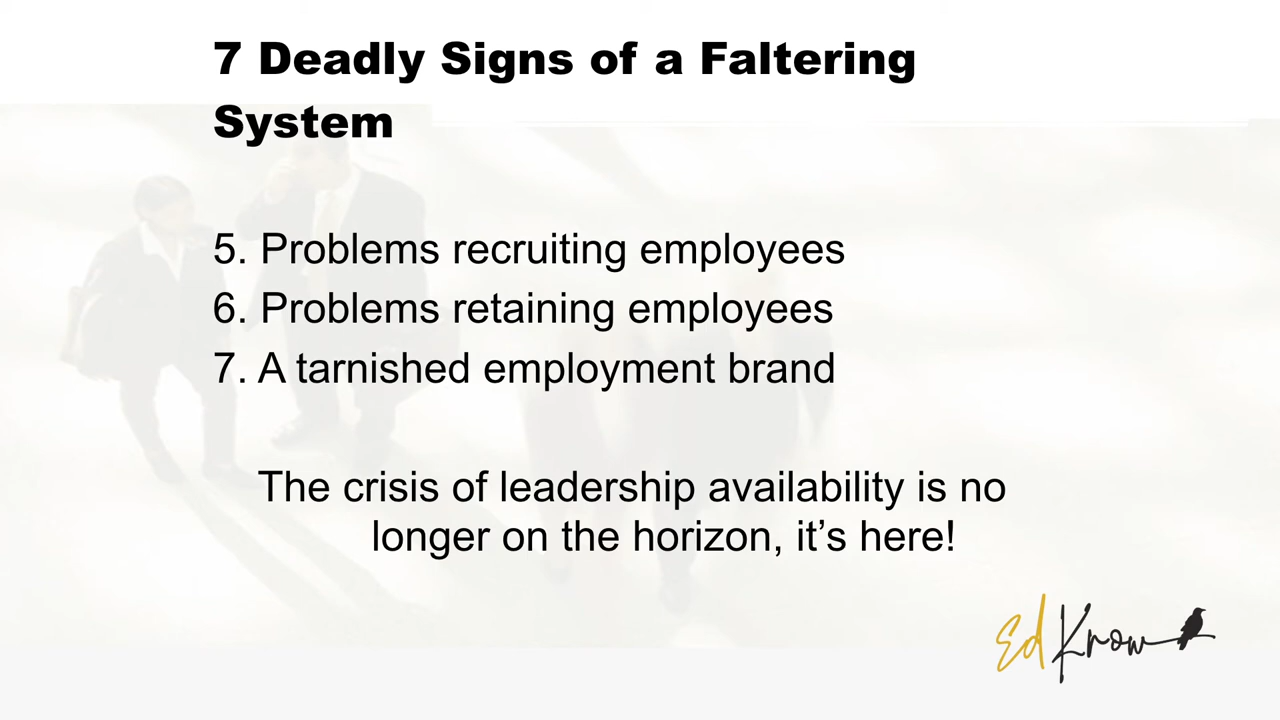 7 Deadly Signs of a Faltering
System
5. Problems recruiting employees
6. Problems retaining employees
7. A tarnished employment brand
The crisis of leadership availability is no
longer on the horizon, it’s here!
Ed Krow